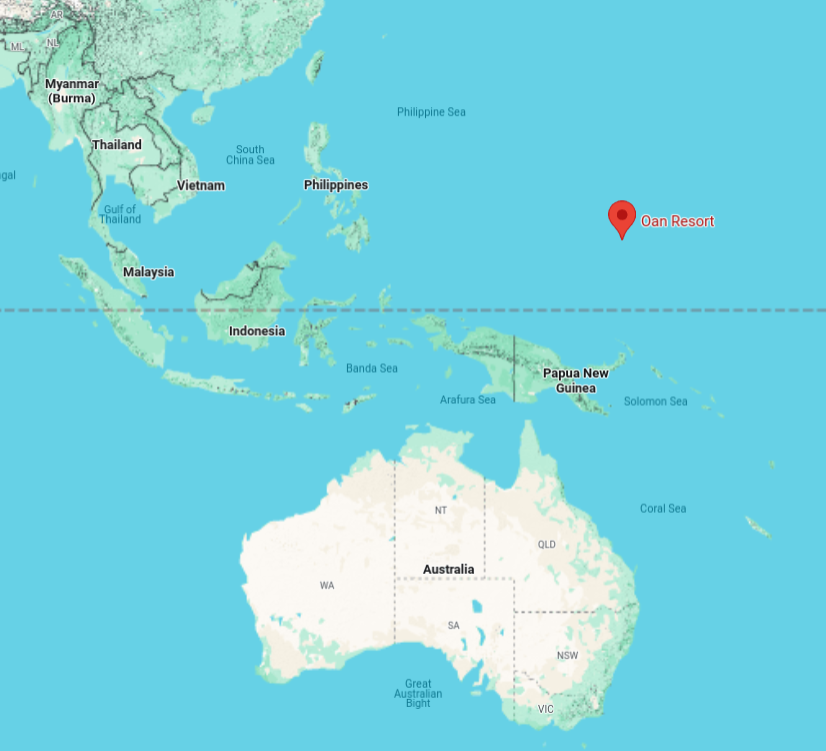 AR
ML
NL
Myanmar
(Burma)
Philippine Sea
Thailand
South
China Sea
gal
Vietnam
Philippines
Gulf of
Thailand
Oan Resort
Malaysia
Indonesia
Banda Sea
Papua New
Guinea
Arafura Sea
Solomon Sea
NT
Coral Sea
QLD
Australia
WA
SA
NSW
Great
Australian
Bight
VIC